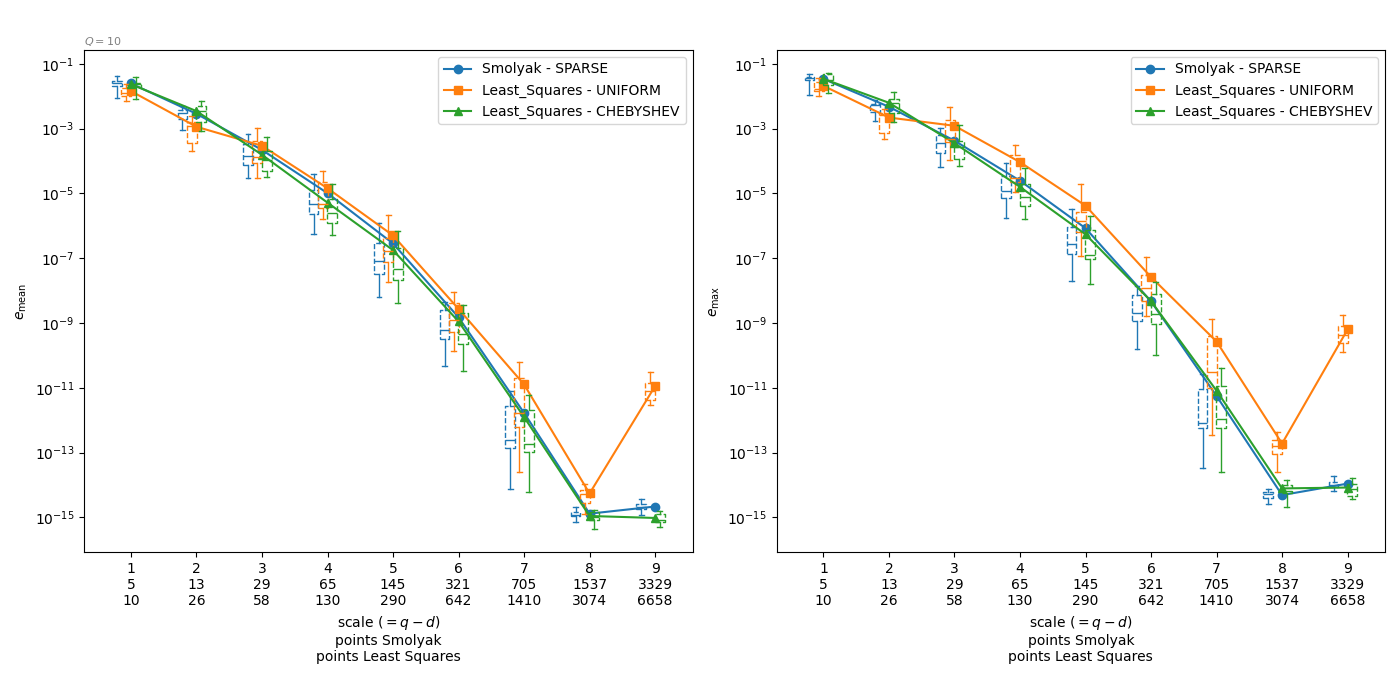 Q = 10
10⁻¹
10⁻³
10⁻⁵
10⁻⁷
10⁻⁹
10⁻¹¹
10⁻¹³
10⁻¹⁵
e_mean
Smolyak - SPARSE
Least_Squares - UNIFORM
Least_Squares - CHEBYSHEV
1 2 3 4 5 6 7 8 9
5 13 29 65 145 321 705 1537 3329
10 26 58 130 290 642 1410 3074 6658
scale (= q − d)
points Smolyak
points Least Squares
10⁻¹
10⁻³
10⁻⁵
10⁻⁷
10⁻⁹
10⁻¹¹
10⁻¹³
10⁻¹⁵
e_max
Smolyak - SPARSE
Least_Squares - UNIFORM
Least_Squares - CHEBYSHEV
1 2 3 4 5 6 7 8 9
5 13 29 65 145 321 705 1537 3329
10 26 58 130 290 642 1410 3074 6658
scale (= q − d)
points Smolyak
points Least Squares